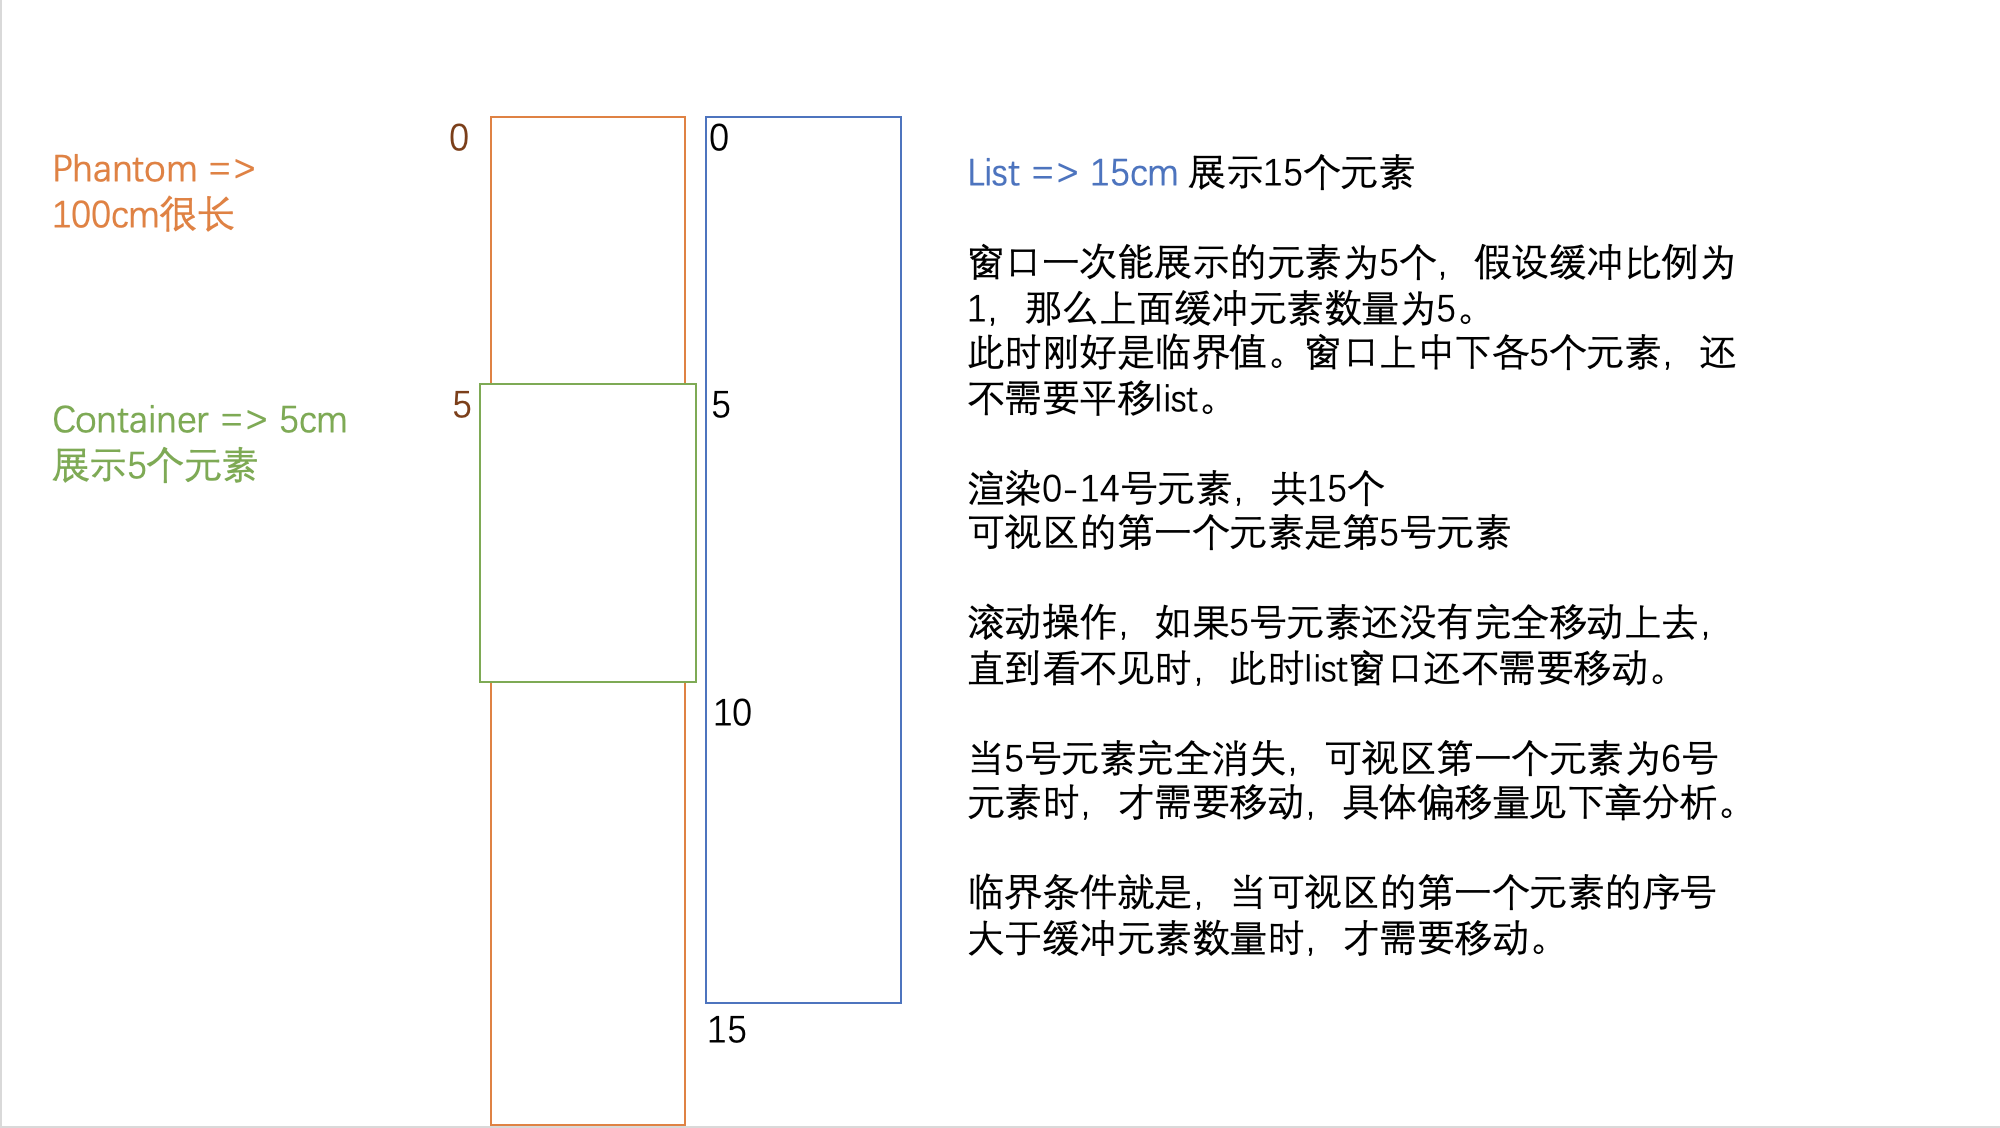 Phantom =>
100cm很长
Container => 5cm
展示5个元素
0
5
0
5
10
15
List => 15cm 展示15个元素
窗口一次能展示的元素为5个，假设缓冲比例为
1，那么上面缓冲元素数量为5。
此时刚好是临界值。窗口上中下各5个元素，还
不需要平移list。
渲染0-14号元素，共15个
可视区的第一个元素是第5号元素
滚动操作，如果5号元素还没有完全移动上去，
直到看不见时，此时list窗口还不需要移动。
当5号元素完全消失，可视区第一个元素为6号
元素时，才需要移动，具体偏移量见下章分析。
临界条件就是，当可视区的第一个元素的序号
大于缓冲元素数量时，才需要移动。